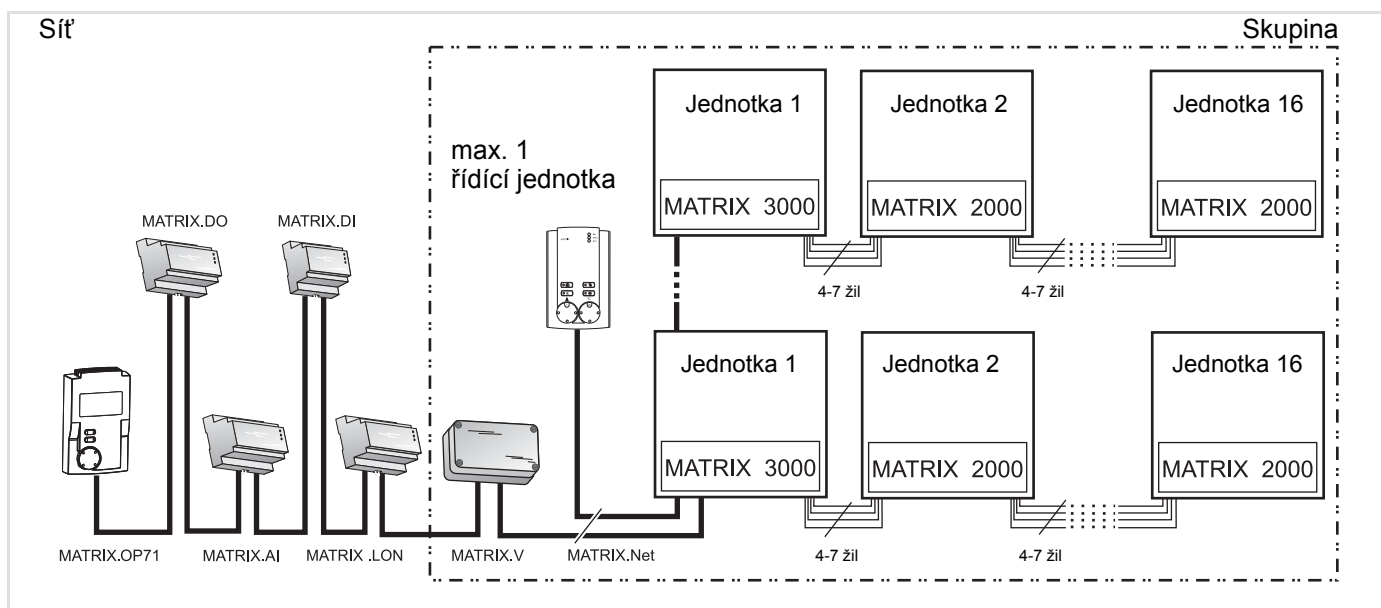 Síť
Skupina
Jednotka 1
Jednotka 2
Jednotka 16
max. 1
řídící jednotka
MATRIX 3000
MATRIX 2000
MATRIX 2000
MATRIX.DO
MATRIX.DI
4-7 žil
4-7 žil
Jednotka 1
Jednotka 2
Jednotka 16
MATRIX 3000
MATRIX 2000
MATRIX 2000
MATRIX.OP71
MATRIX.AI
MATRIX .LON
MATRIX.V
MATRIX.Net
4-7 žil
4-7 žil